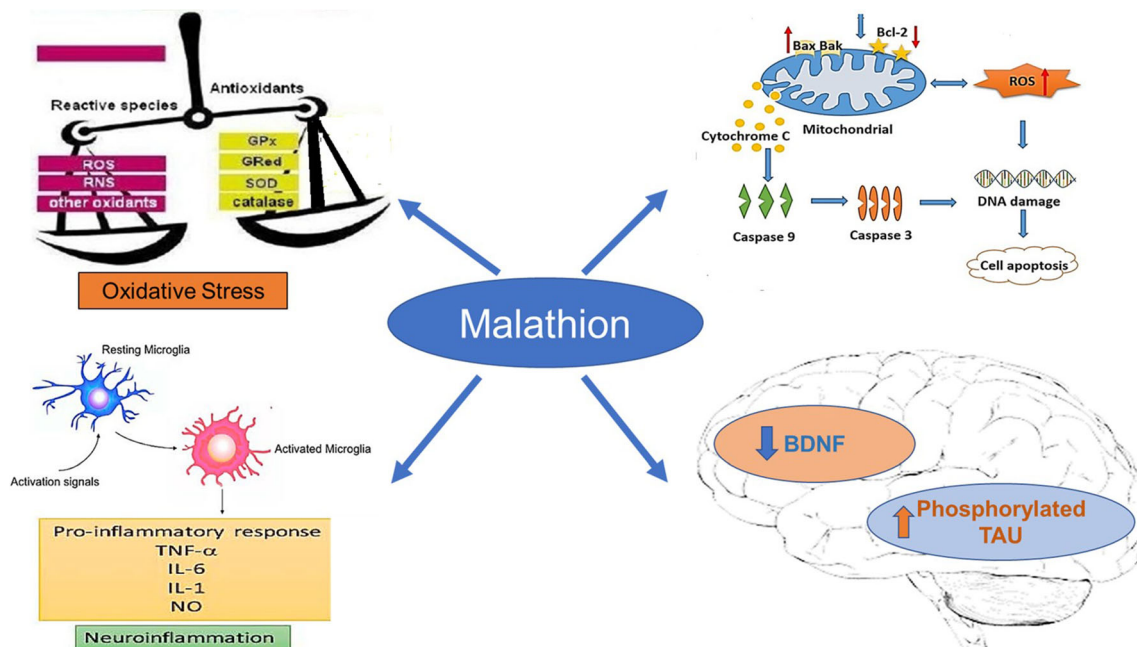 Reactive species
Antioxidants
ROS
RNS
other oxidants
GPx
GRed
SOD
catalase
Oxidative Stress
Bax Bak
Bcl-2
ROS
Cytochrome C
Mitochondrial
Caspase 9
Caspase 3
DNA damage
Cell apoptosis
Malathion
Resting Microglia
Activated Microglia
Activation signals
Pro-inflammatory response
TNF-α
IL-6
IL-1
NO
Neuroinflammation
BDNF
Phosphorylated
TAU